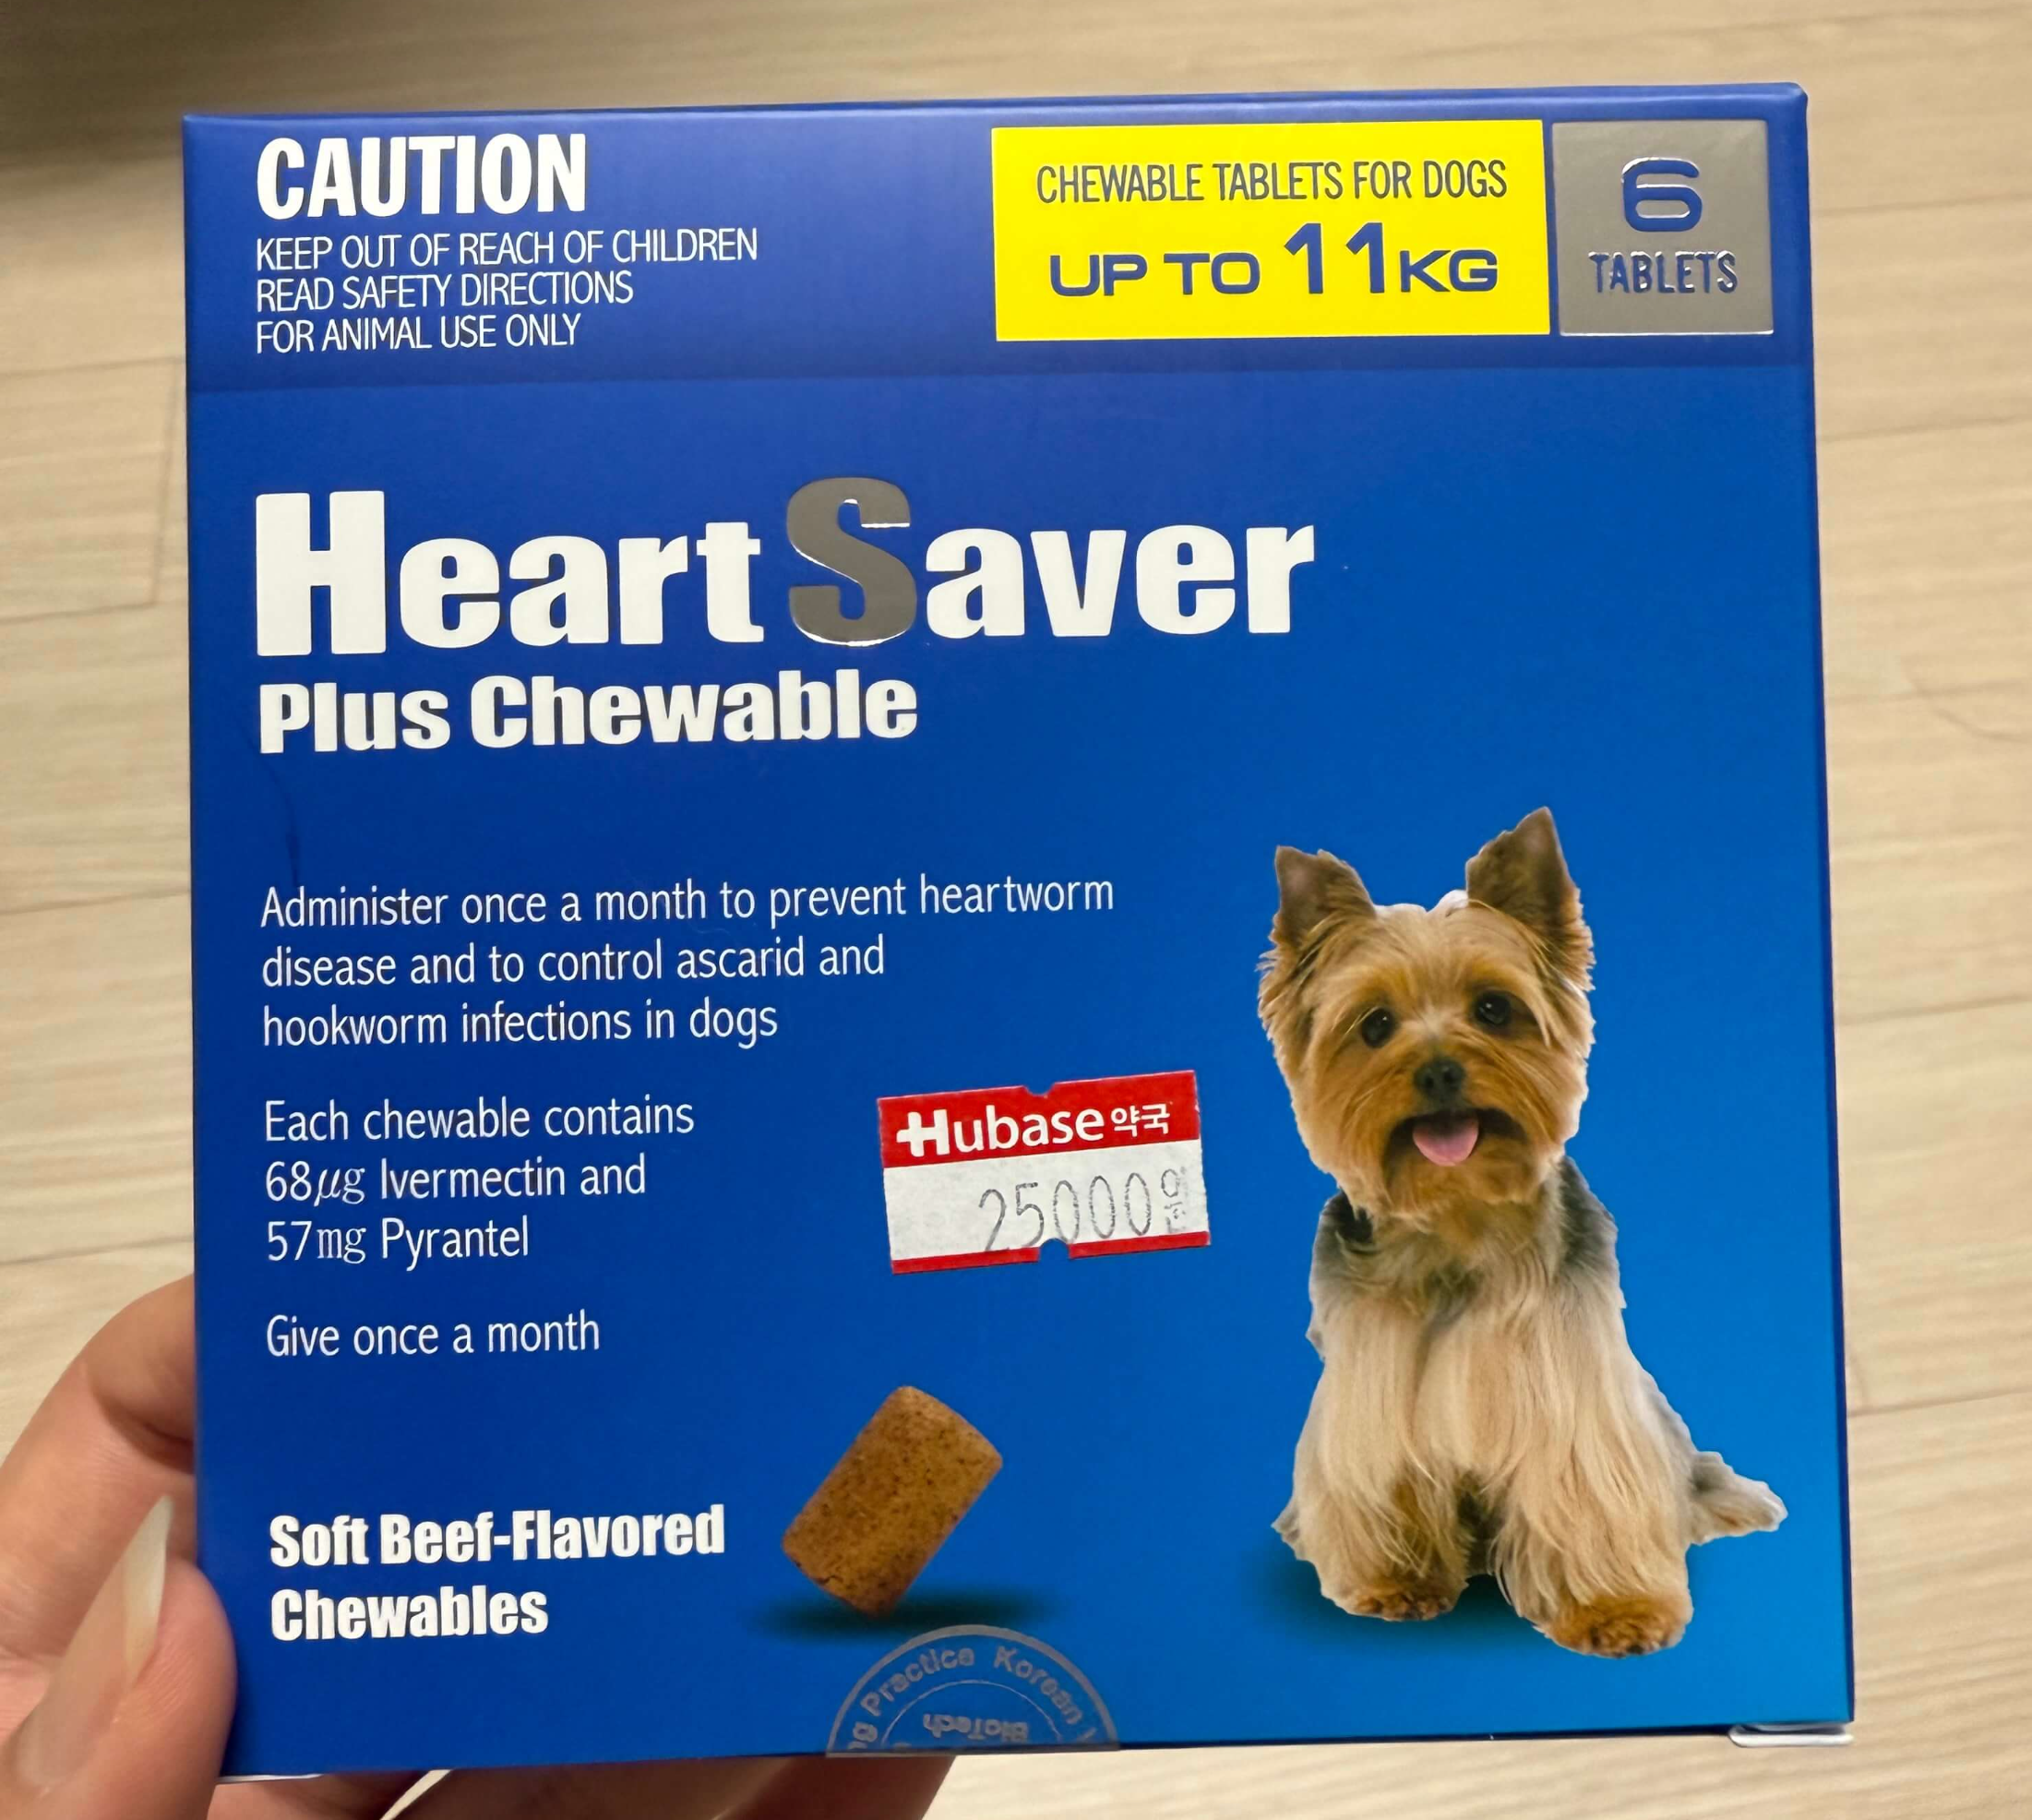 CAUTION
KEEP OUT OF REACH OF CHILDREN
READ SAFETY DIRECTIONS
FOR ANIMAL USE ONLY
CHEWABLE TABLETS FOR DOGS
UP TO 11KG
6
TABLETS
HeartSaver
Plus Chewable
Administer once a month to prevent heartworm
disease and to control ascarid and
hookworm infections in dogs
Each chewable contains
68μg Ivermectin and
57mg Pyrantel
Give once a month
Hubase약국
25000원
Soft Beef-Flavored
Chewables
Practice Korean
BioTech